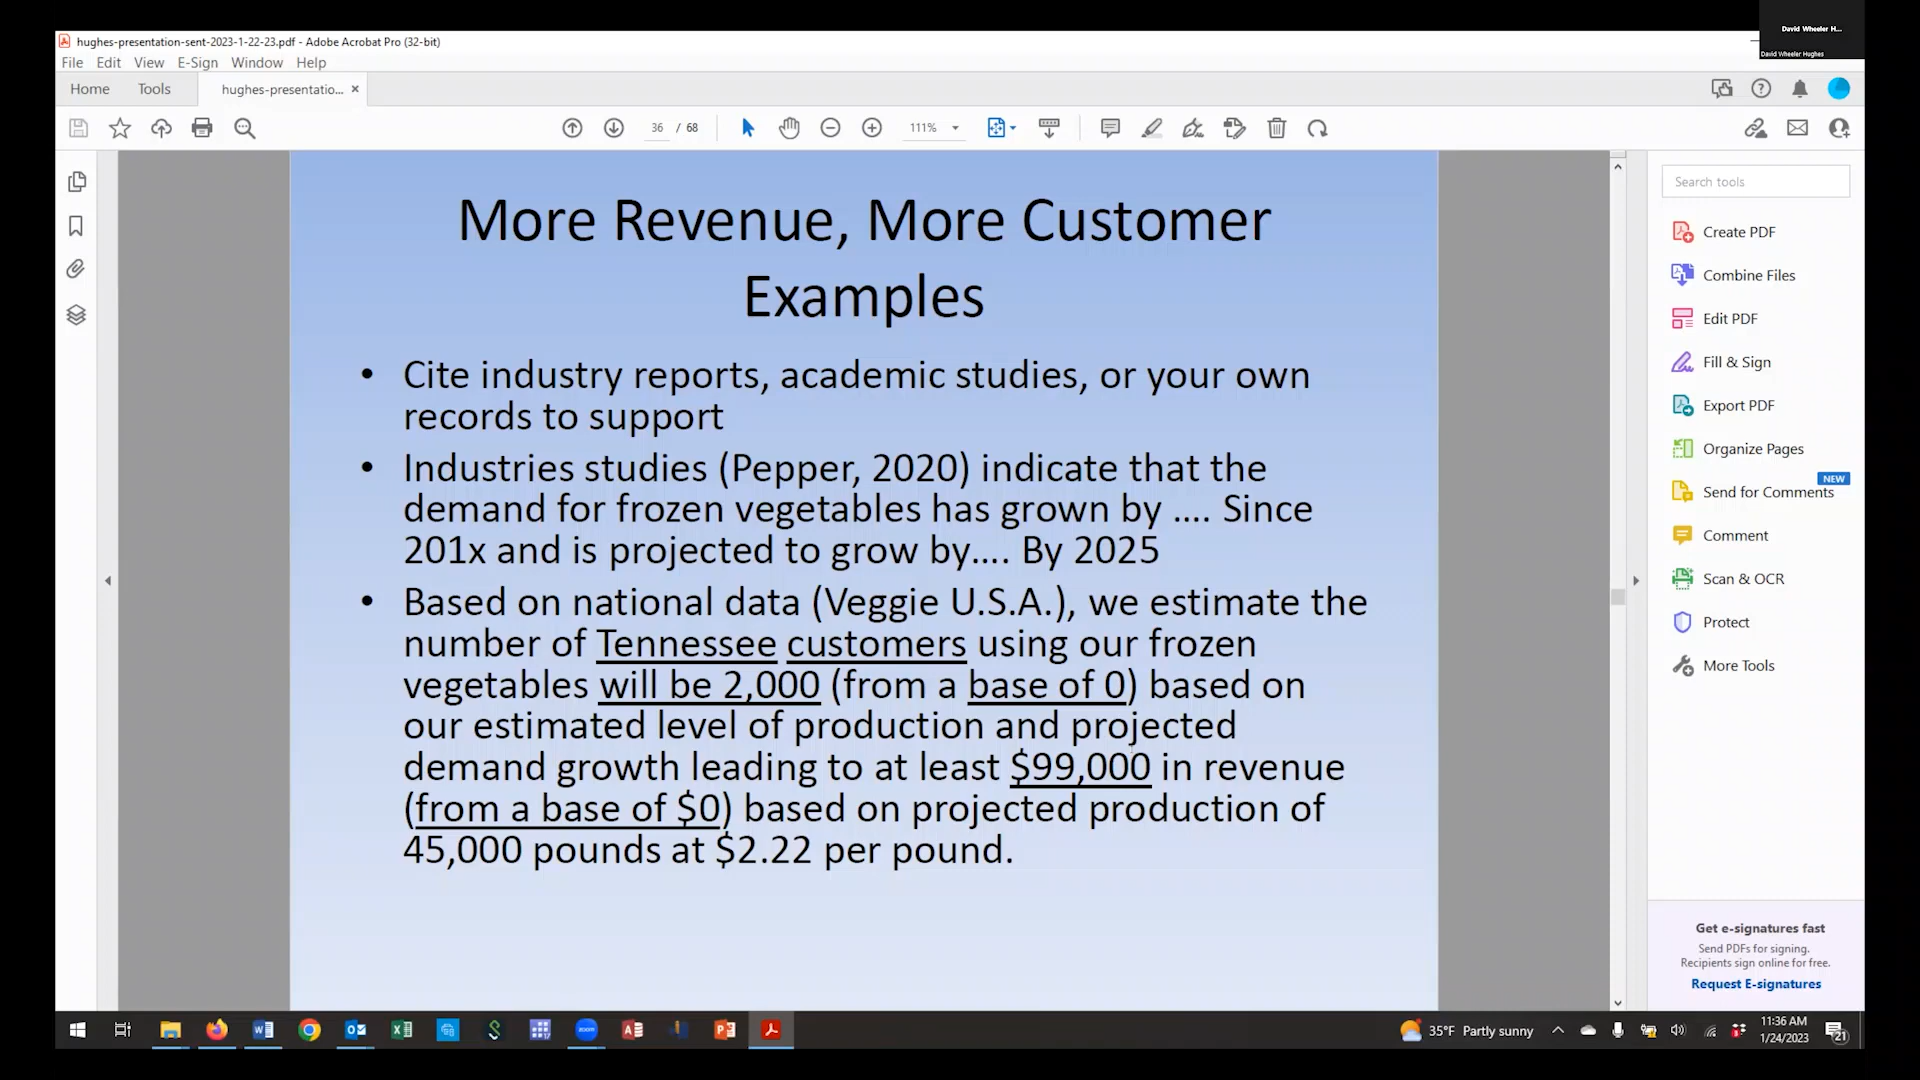 David Wheeler H...
David Wheeler Hughes
hughes-presentation-sent-2023-1-22-23.pdf - Adobe Acrobat Pro (32-bit)
File Edit View E-Sign Window Help
Home Tools hughes-presentatio... ×
36 / 68 111%
Search tools
Create PDF
Combine Files
Edit PDF
Fill & Sign
Export PDF
Organize Pages
NEW
Send for Comments
Comment
Scan & OCR
Protect
More Tools
Get e-signatures fast
Send PDFs for signing.
Recipients sign online for free.
Request E-signatures
More Revenue, More Customer
Examples
• Cite industry reports, academic studies, or your own
records to support
• Industries studies (Pepper, 2020) indicate that the
demand for frozen vegetables has grown by .... Since
201x and is projected to grow by.... By 2025
• Based on national data (Veggie U.S.A.), we estimate the
number of Tennessee customers using our frozen
vegetables will be 2,000 (from a base of 0) based on
our estimated level of production and projected
demand growth leading to at least $99,000 in revenue
(from a base of $0) based on projected production of
45,000 pounds at $2.22 per pound.
zoom
35°F Partly sunny
11:36 AM
1/24/2023
21